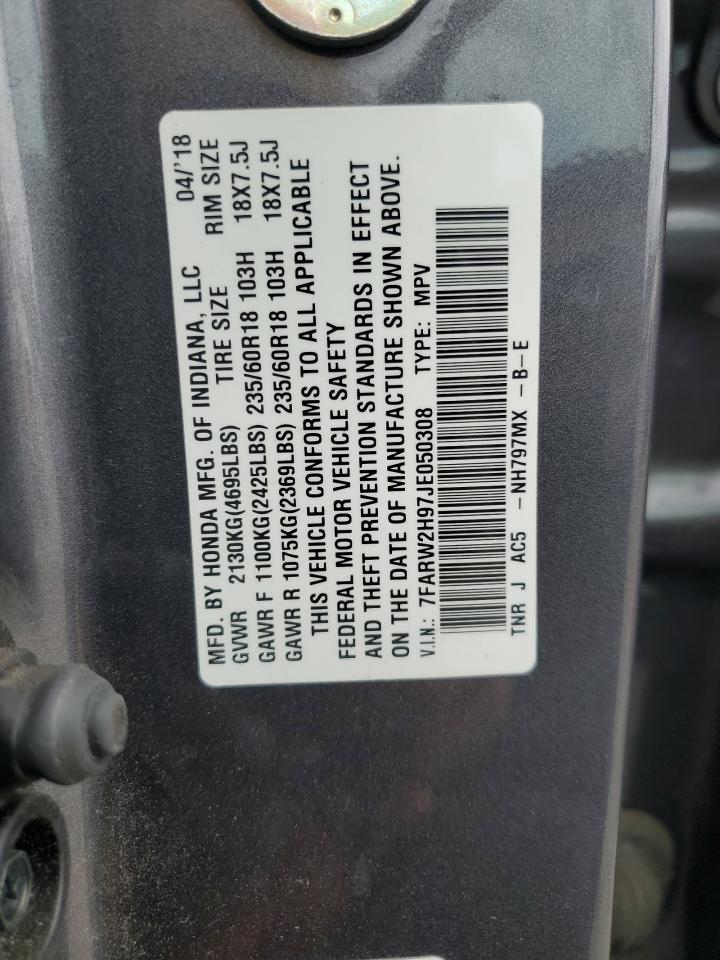 MFD. BY HONDA MFG. OF INDIANA, LLC 04/'18
GVWR 2130KG(4695LBS) TIRE SIZE RIM SIZE
GAWR F 1100KG(2425LBS) 235/60R18 103H 18X7.5J
GAWR R 1075KG(2369LBS) 235/60R18 103H 18X7.5J
THIS VEHICLE CONFORMS TO ALL APPLICABLE
FEDERAL MOTOR VEHICLE SAFETY
AND THEFT PREVENTION STANDARDS IN EFFECT
ON THE DATE OF MANUFACTURE SHOWN ABOVE.
V.I.N.: 7FARW2H97JE050308 TYPE: MPV
TNR J AC5 -NH797MX -B-E